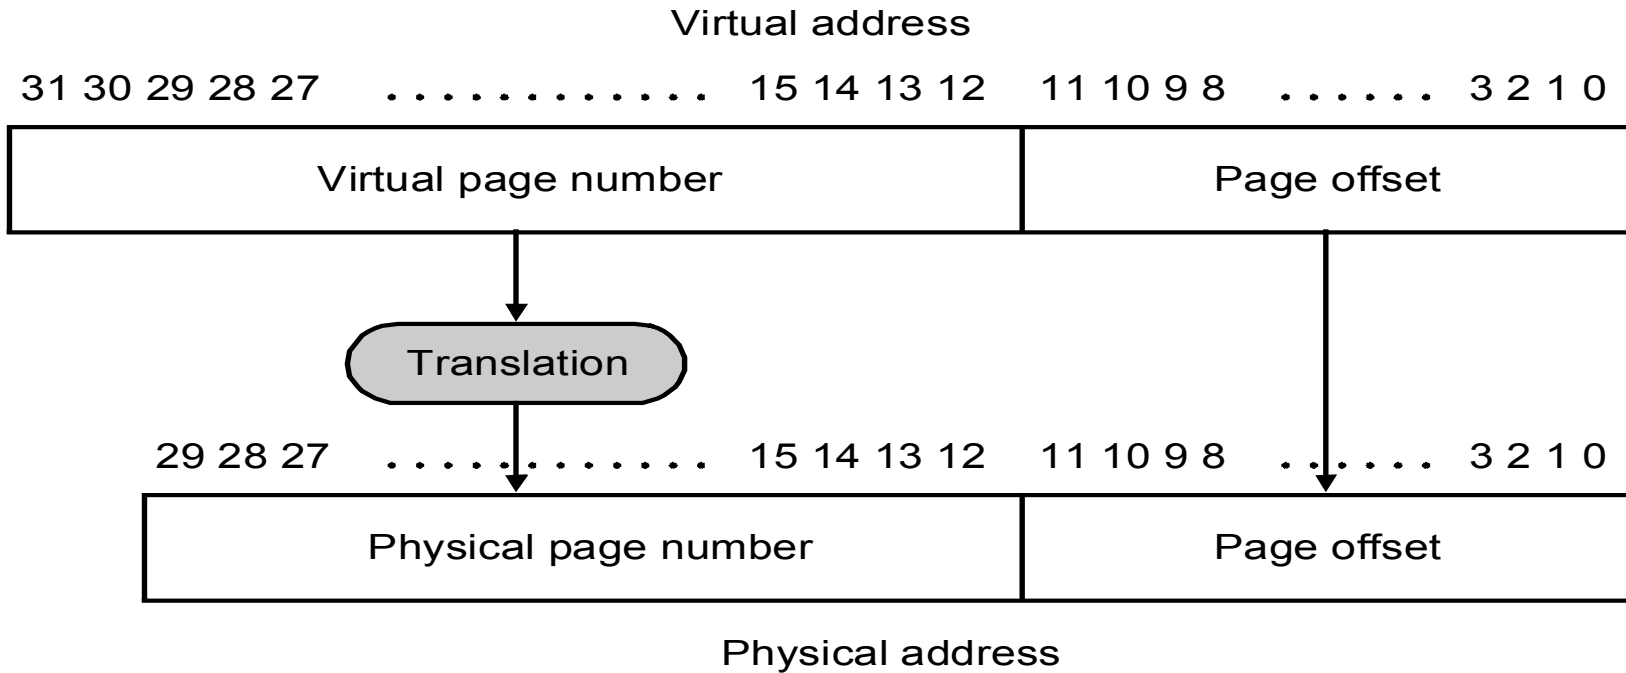 Virtual address
31 30 29 28 27 ............ 15 14 13 12 11 10 9 8 ...... 3 2 1 0
Virtual page number Page offset
Translation
29 28 27 ............ 15 14 13 12 11 10 9 8 ...... 3 2 1 0
Physical page number Page offset
Physical address